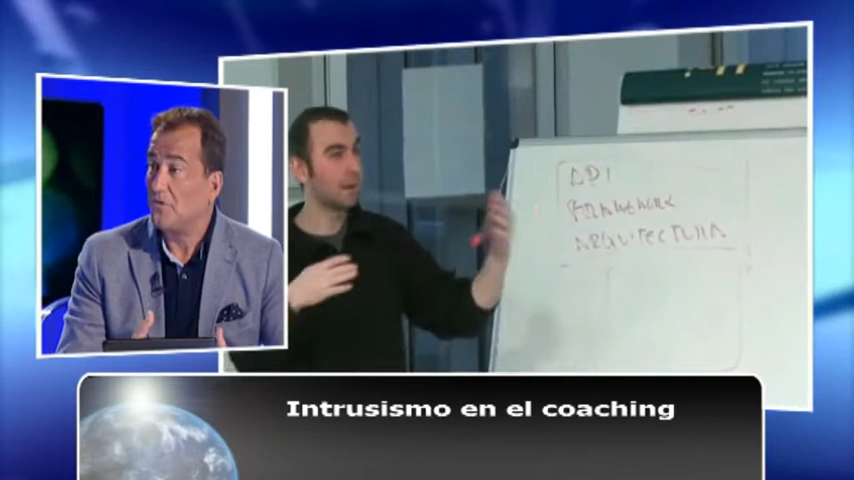 API
FRAMEWORK
ARQUITECTURA
Intrusismo en el coaching